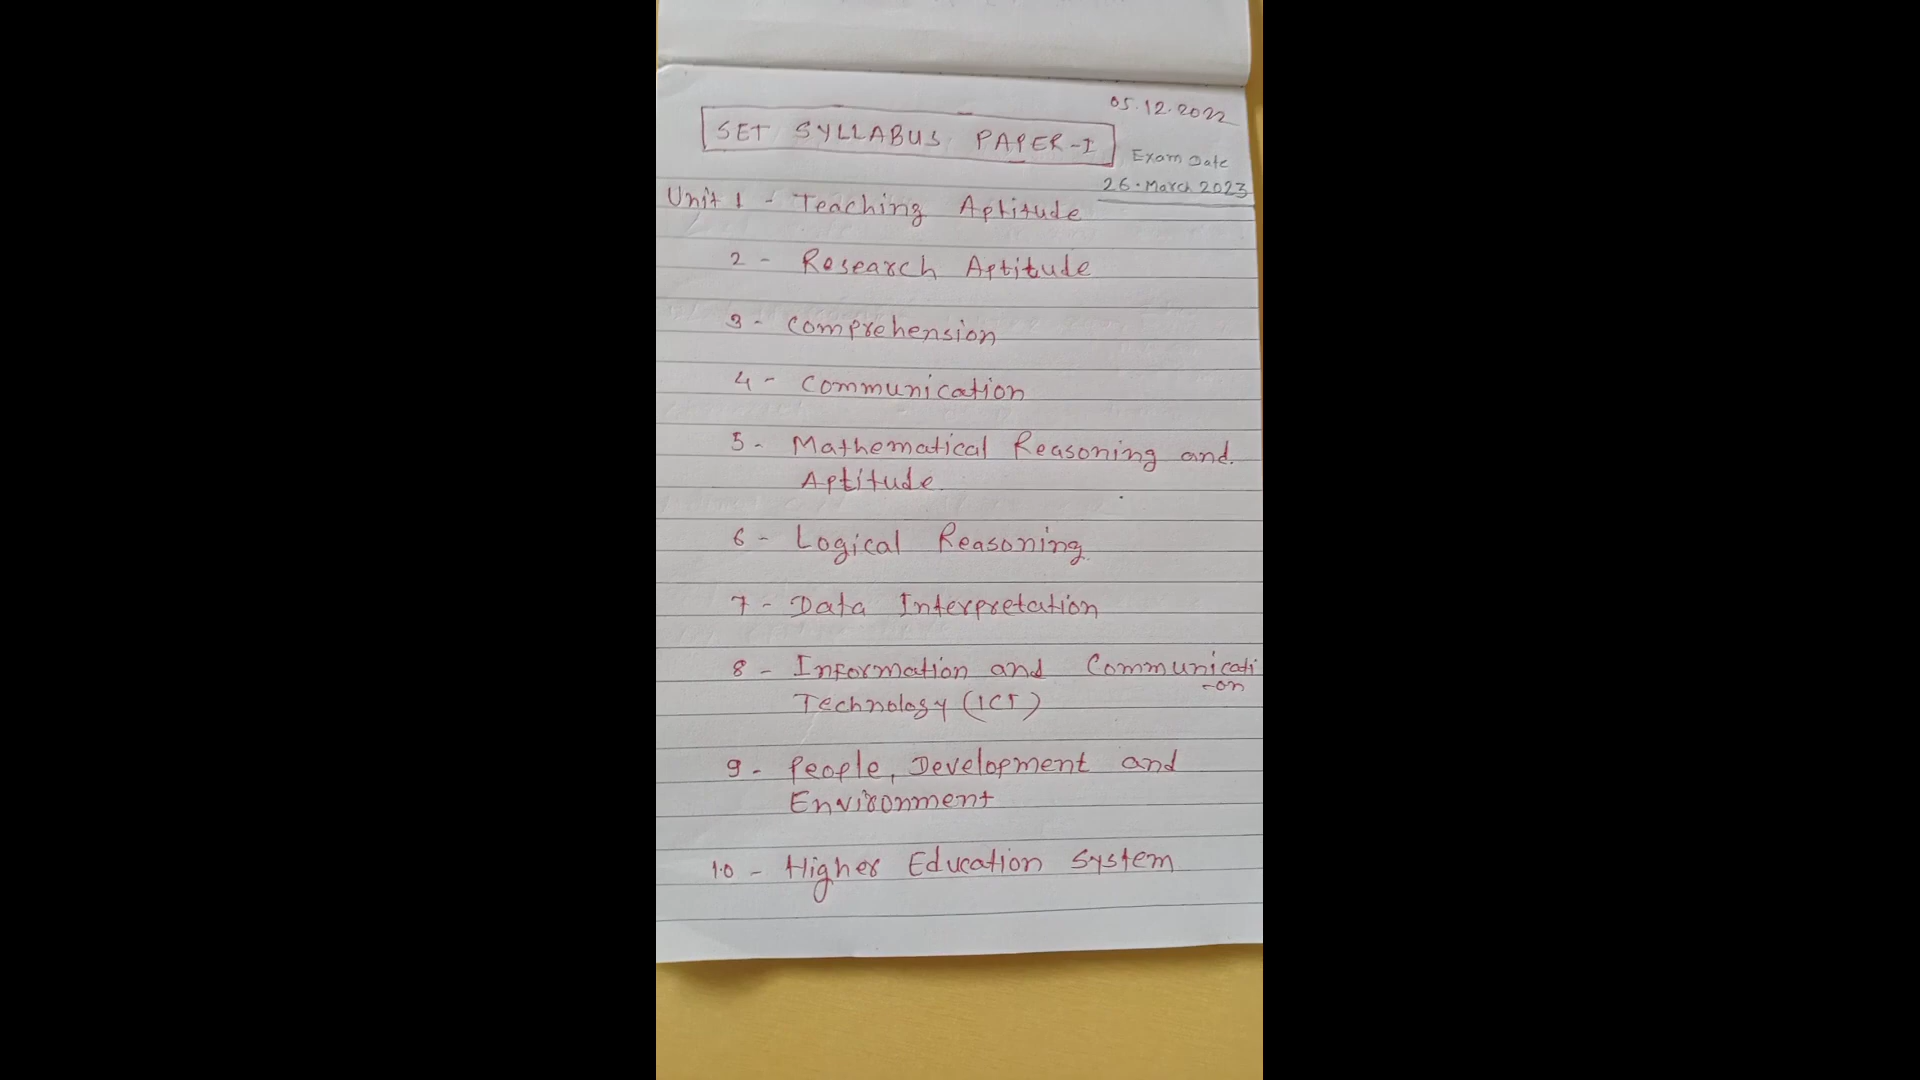 05.12.2022
SET SYLLABUS PAPER-I
Exam Date
26.March 2023
Unit 1 - Teaching Aptitude
2 - Research Aptitude
3 - Comprehension
4 - Communication
5 - Mathematical Reasoning and
Aptitude
6 - Logical Reasoning
7 - Data Interpretation
8 - Information and Communicati
-on
Technology (ICT)
9 - People, Development and
Environment
10 - Higher Education System